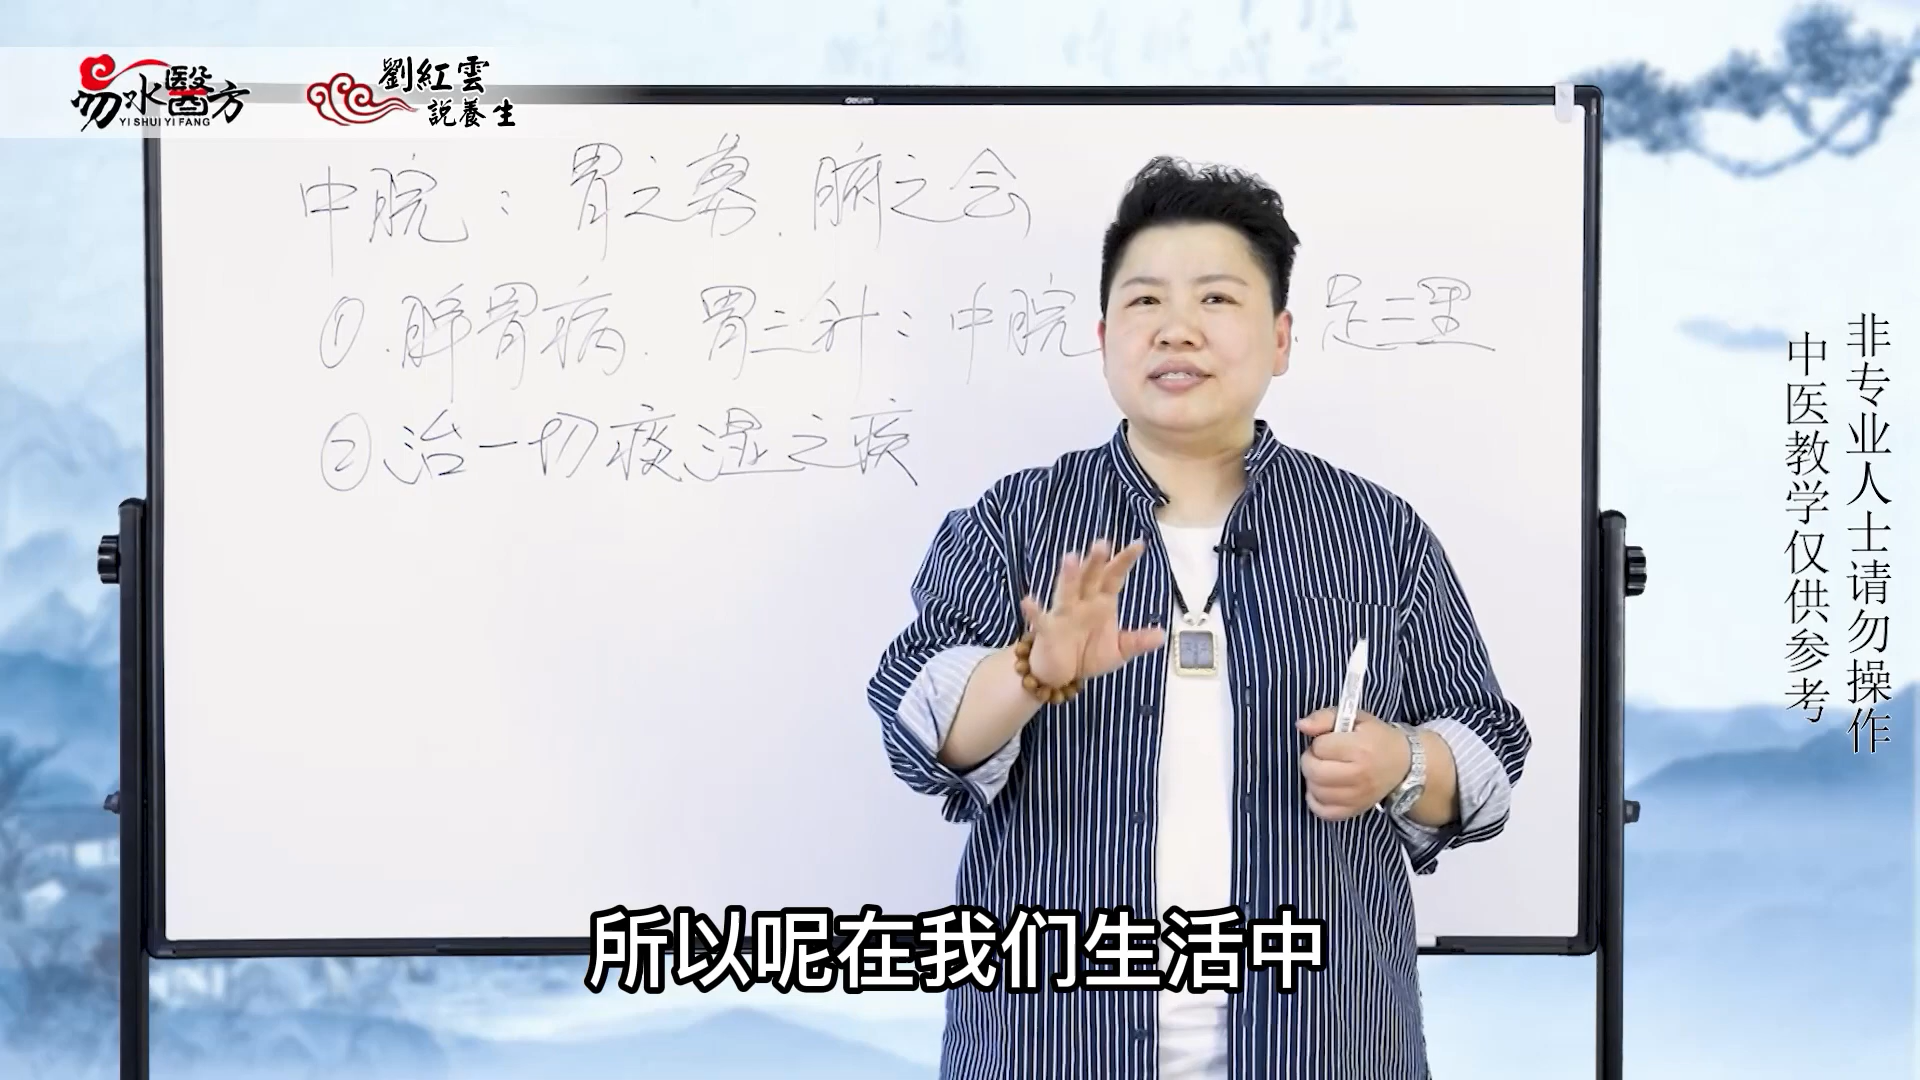 易水醫方
YI SHUI YI FANG
劉紅雲
説養生
中脘：胃之募、腑之会
①.脾胃病、胃三针：中脘、足三里
②治一切痰湿之疾
非专业人士请勿操作
中医教学仅供参考
所以呢在我们生活中